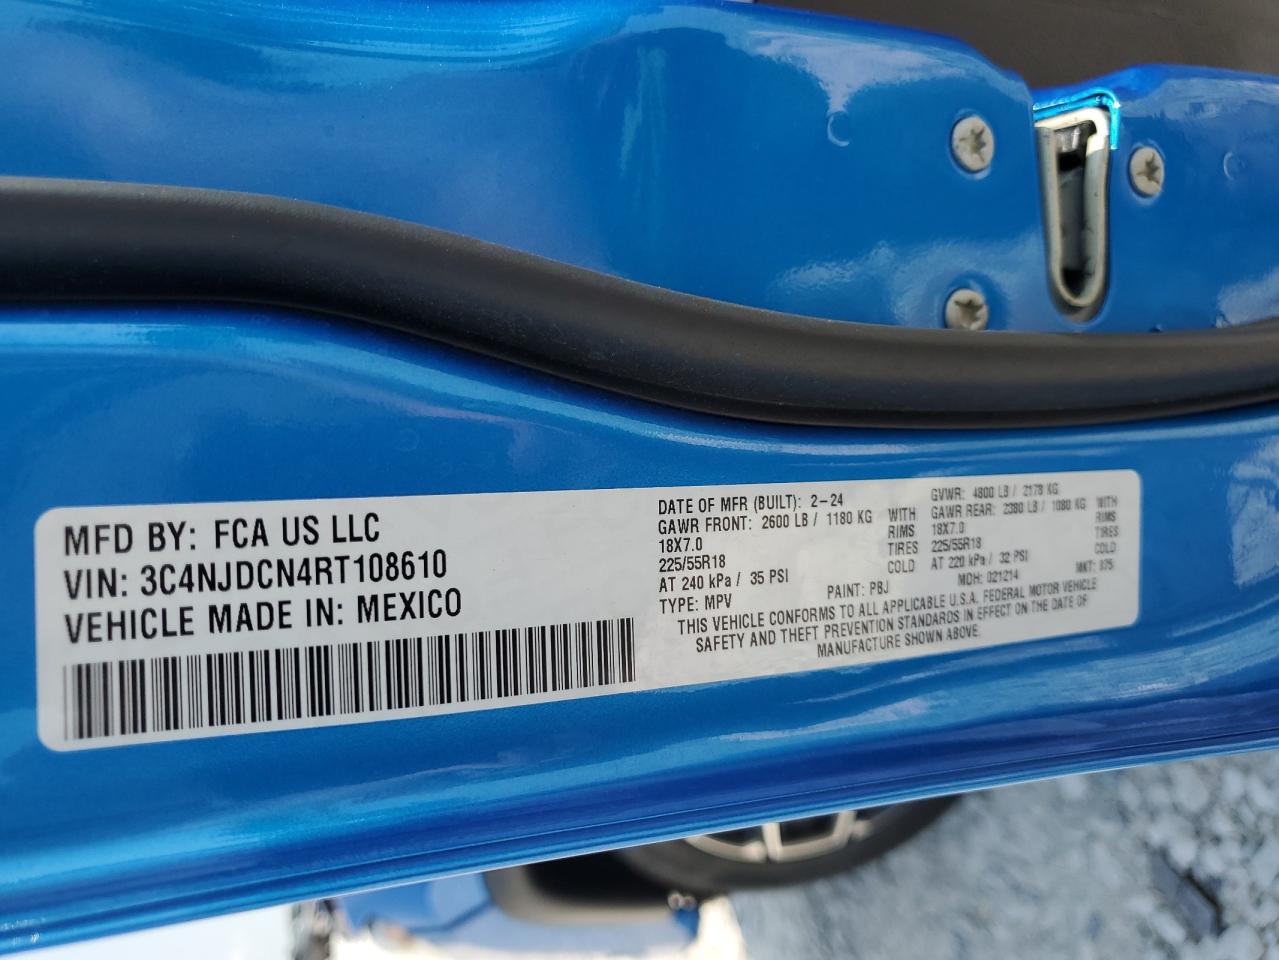 MFD BY: FCA US LLC
VIN: 3C4NJDCN4RT108610
VEHICLE MADE IN: MEXICO
DATE OF MFR (BUILT): 2-24
GVWR: 4800 LB / 2178 KG
GAWR FRONT: 2600 LB / 1180 KG WITH
18X7.0 RIMS
225/55R18 TIRES
AT 240 kPa / 35 PSI COLD
GAWR REAR: 2380 LB / 1080 KG WITH
18X7.0 RIMS
225/55R18 TIRES
AT 220 kPa / 32 PSI COLD
TYPE: MPV PAINT: PBJ MDH: 021214 MKT: 875
THIS VEHICLE CONFORMS TO ALL APPLICABLE U.S.A. FEDERAL MOTOR VEHICLE
SAFETY AND THEFT PREVENTION STANDARDS IN EFFECT ON THE DATE OF
MANUFACTURE SHOWN ABOVE.